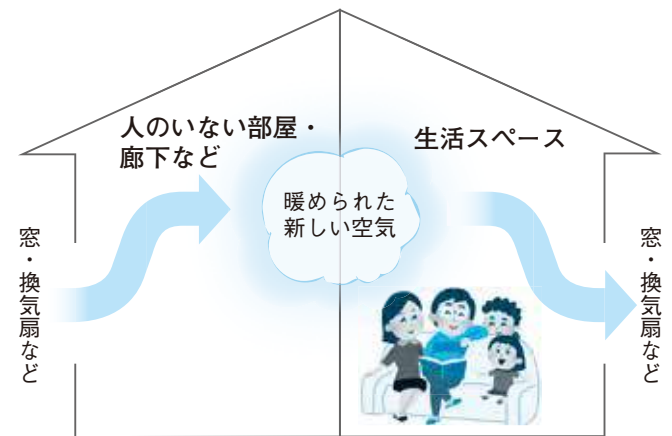 人のいない部屋・
廊下など
生活スペース
暖められた
新しい空気
窓・換気扇など
窓・換気扇など